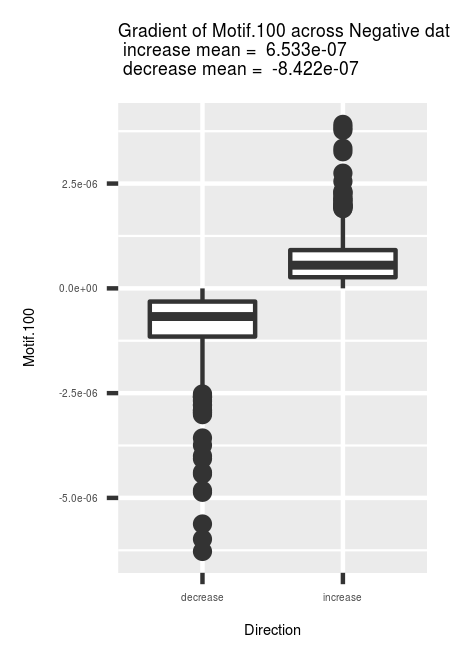 Gradient of Motif.100 across Negative dat
increase mean =  6.533e-07
decrease mean =  -8.422e-07
2.5e-06
0.0e+00
-2.5e-06
-5.0e-06
Motif.100
decrease
increase
Direction